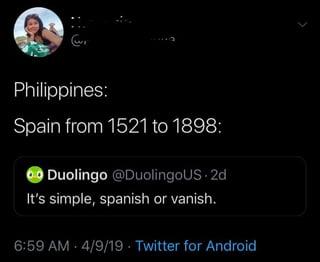 Philippines:
Spain from 1521 to 1898:
Duolingo @DuolingoUS · 2d
It's simple, spanish or vanish.
6:59 AM · 4/9/19 · Twitter for Android